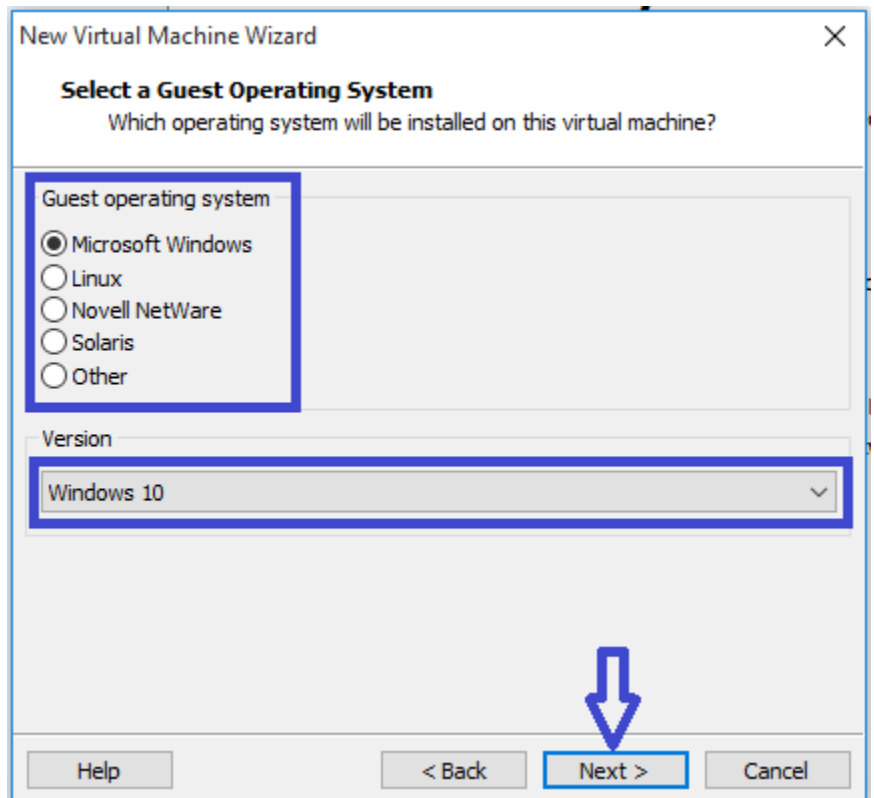 New Virtual Machine Wizard
Select a Guest Operating System
Which operating system will be installed on this virtual machine?
Guest operating system
Microsoft Windows
Linux
Novell NetWare
Solaris
Other
Version
Windows 10
Help
< Back
Next >
Cancel